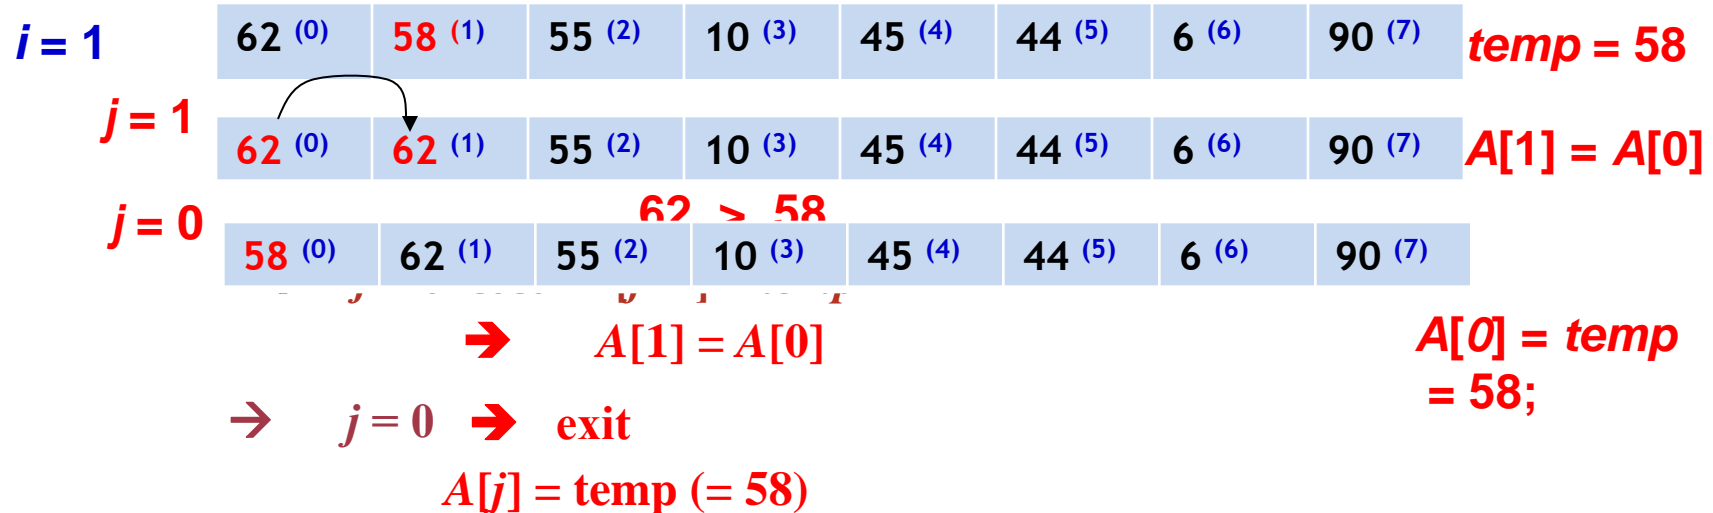 i = 1 62 (0) 58 (1) 55 (2) 10 (3) 45 (4) 44 (5) 6 (6) 90 (7) temp = 58
j = 1 62 (0) 62 (1) 55 (2) 10 (3) 45 (4) 44 (5) 6 (6) 90 (7) A[1] = A[0]
62 > 58
j = 0 58 (0) 62 (1) 55 (2) 10 (3) 45 (4) 44 (5) 6 (6) 90 (7)
➔ A[1] = A[0]
A[0] = temp
= 58;
→ j = 0 ➔ exit
A[j] = temp (= 58)